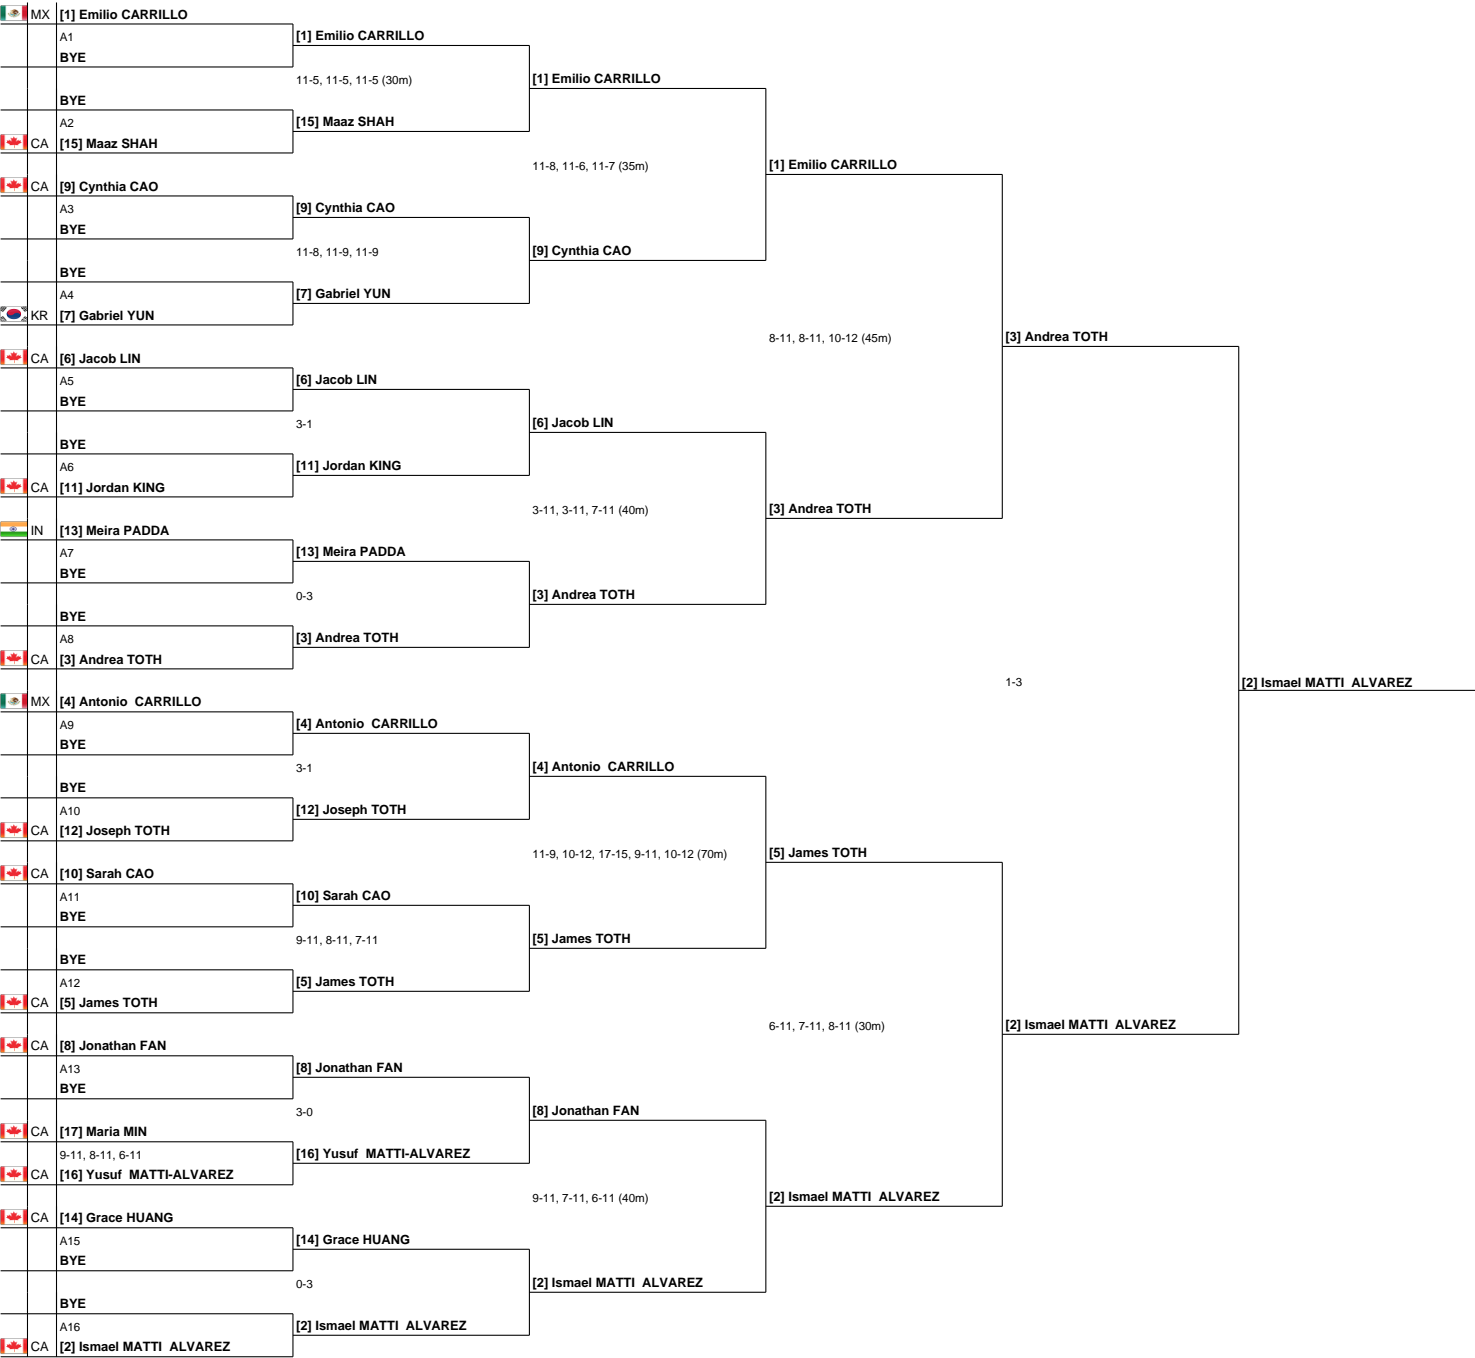 MX [1] Emilio CARRILLO
A1
BYE
BYE
A2
CA [15] Maaz SHAH
CA [9] Cynthia CAO
A3
BYE
BYE
A4
KR [7] Gabriel YUN
CA [6] Jacob LIN
A5
BYE
BYE
A6
CA [11] Jordan KING
IN [13] Meira PADDA
A7
BYE
BYE
A8
CA [3] Andrea TOTH
MX [4] Antonio CARRILLO
A9
BYE
BYE
A10
CA [12] Joseph TOTH
CA [10] Sarah CAO
A11
BYE
BYE
A12
CA [5] James TOTH
CA [8] Jonathan FAN
A13
BYE
CA [17] Maria MIN
9-11, 8-11, 6-11
CA [16] Yusuf MATTI-ALVAREZ
CA [14] Grace HUANG
A15
BYE
BYE
A16
CA [2] Ismael MATTI ALVAREZ
[1] Emilio CARRILLO
11-5, 11-5, 11-5 (30m)
[15] Maaz SHAH
[9] Cynthia CAO
11-8, 11-9, 11-9
[7] Gabriel YUN
[6] Jacob LIN
3-1
[11] Jordan KING
[13] Meira PADDA
0-3
[3] Andrea TOTH
[4] Antonio CARRILLO
3-1
[12] Joseph TOTH
[10] Sarah CAO
9-11, 8-11, 7-11
[5] James TOTH
[8] Jonathan FAN
3-0
[16] Yusuf MATTI-ALVAREZ
[14] Grace HUANG
0-3
[2] Ismael MATTI ALVAREZ
[1] Emilio CARRILLO
11-8, 11-6, 11-7 (35m)
[9] Cynthia CAO
[6] Jacob LIN
3-11, 3-11, 7-11 (40m)
[3] Andrea TOTH
[4] Antonio CARRILLO
11-9, 10-12, 17-15, 9-11, 10-12 (70m)
[5] James TOTH
[8] Jonathan FAN
9-11, 7-11, 6-11 (40m)
[2] Ismael MATTI ALVAREZ
[1] Emilio CARRILLO
8-11, 8-11, 10-12 (45m)
[3] Andrea TOTH
[5] James TOTH
6-11, 7-11, 8-11 (30m)
[2] Ismael MATTI ALVAREZ
[3] Andrea TOTH
1-3
[2] Ismael MATTI ALVAREZ
[2] Ismael MATTI ALVAREZ